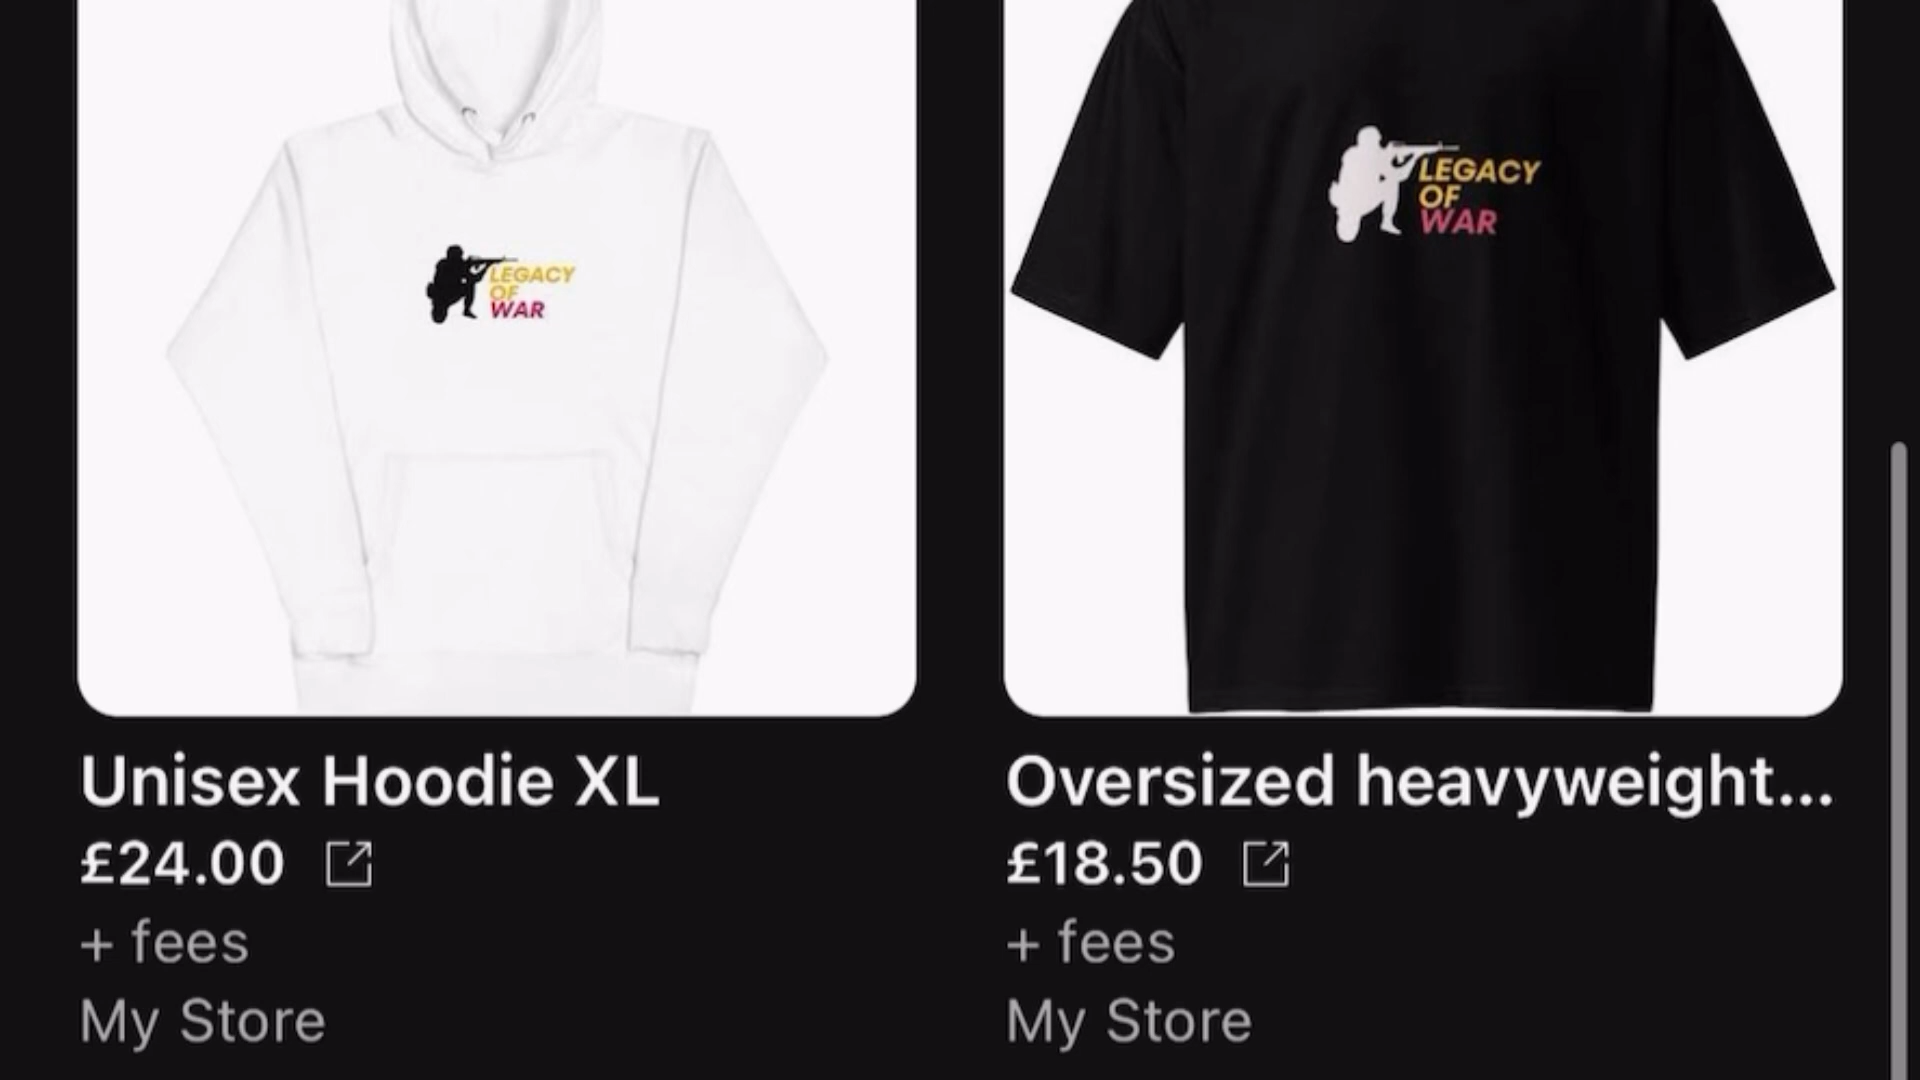 LEGACY
OF
WAR
LEGACY
OF
WAR
Unisex Hoodie XL
£24.00
+ fees
My Store
Oversized heavyweight...
£18.50
+ fees
My Store